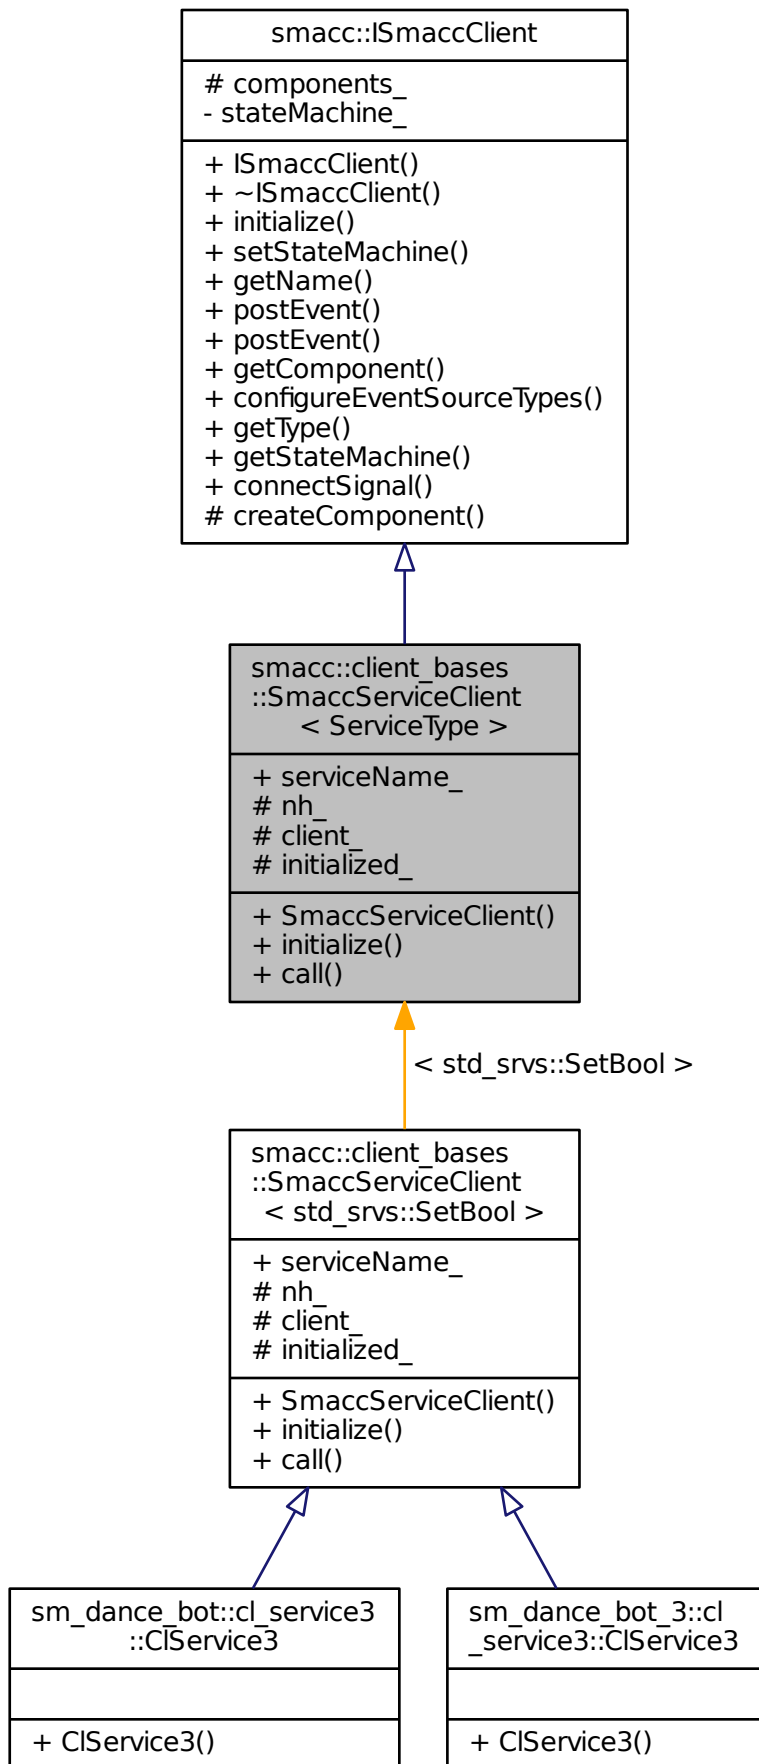 smacc::ISmaccClient
# components_
- stateMachine_
+ ISmaccClient()
+ ~ISmaccClient()
+ initialize()
+ setStateMachine()
+ getName()
+ postEvent()
+ postEvent()
+ getComponent()
+ configureEventSourceTypes()
+ getType()
+ getStateMachine()
+ connectSignal()
# createComponent()
smacc::client_bases
::SmaccServiceClient
< ServiceType >
+ serviceName_
# nh_
# client_
# initialized_
+ SmaccServiceClient()
+ initialize()
+ call()
< std_srvs::SetBool >
smacc::client_bases
::SmaccServiceClient
< std_srvs::SetBool >
+ serviceName_
# nh_
# client_
# initialized_
+ SmaccServiceClient()
+ initialize()
+ call()
sm_dance_bot::cl_service3
::ClService3
+ ClService3()
sm_dance_bot_3::cl
_service3::ClService3
+ ClService3()